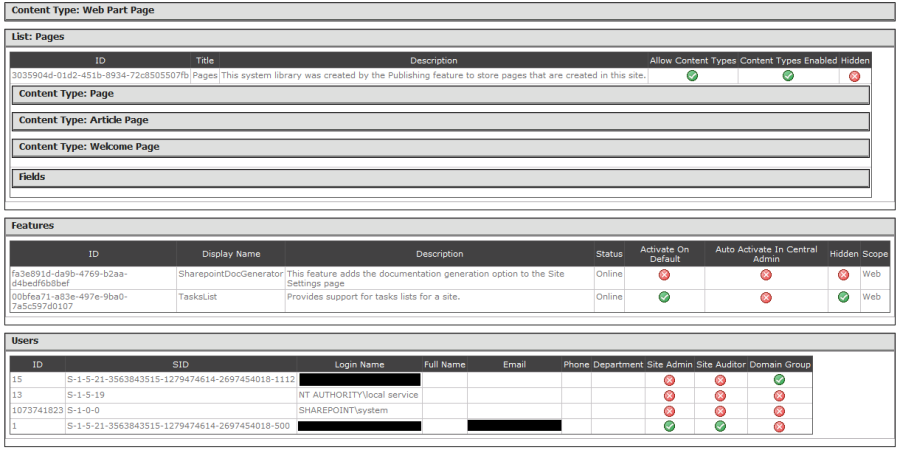 Content Type: Web Part Page
List: Pages
ID Title Description Allow Content Types Content Types Enabled Hidden
3035904d-01d2-451b-8934-72c8505507fb Pages This system library was created by the Publishing feature to store pages that are created in this site.
Content Type: Page
Content Type: Article Page
Content Type: Welcome Page
Fields
Features
ID Display Name Description Status Activate On Default Auto Activate In Central Admin Hidden Scope
fa3e891d-da9b-4769-b2aa- SharepointDocGenerator This feature adds the documentation generation option to the Site Online Web
d4bedf6b8bef Settings page
00bfea71-a83e-497e-9ba0- TasksList Provides support for tasks lists for a site. Online Web
7a5c597d0107
Users
ID SID Login Name Full Name Email Phone Department Site Admin Site Auditor Domain Group
15 S-1-5-21-3563843515-1279474614-2697454018-1112
13 S-1-5-19 NT AUTHORITY\local service
1073741823 S-1-0-0 SHAREPOINT\system
1 S-1-5-21-3563843515-1279474614-2697454018-500